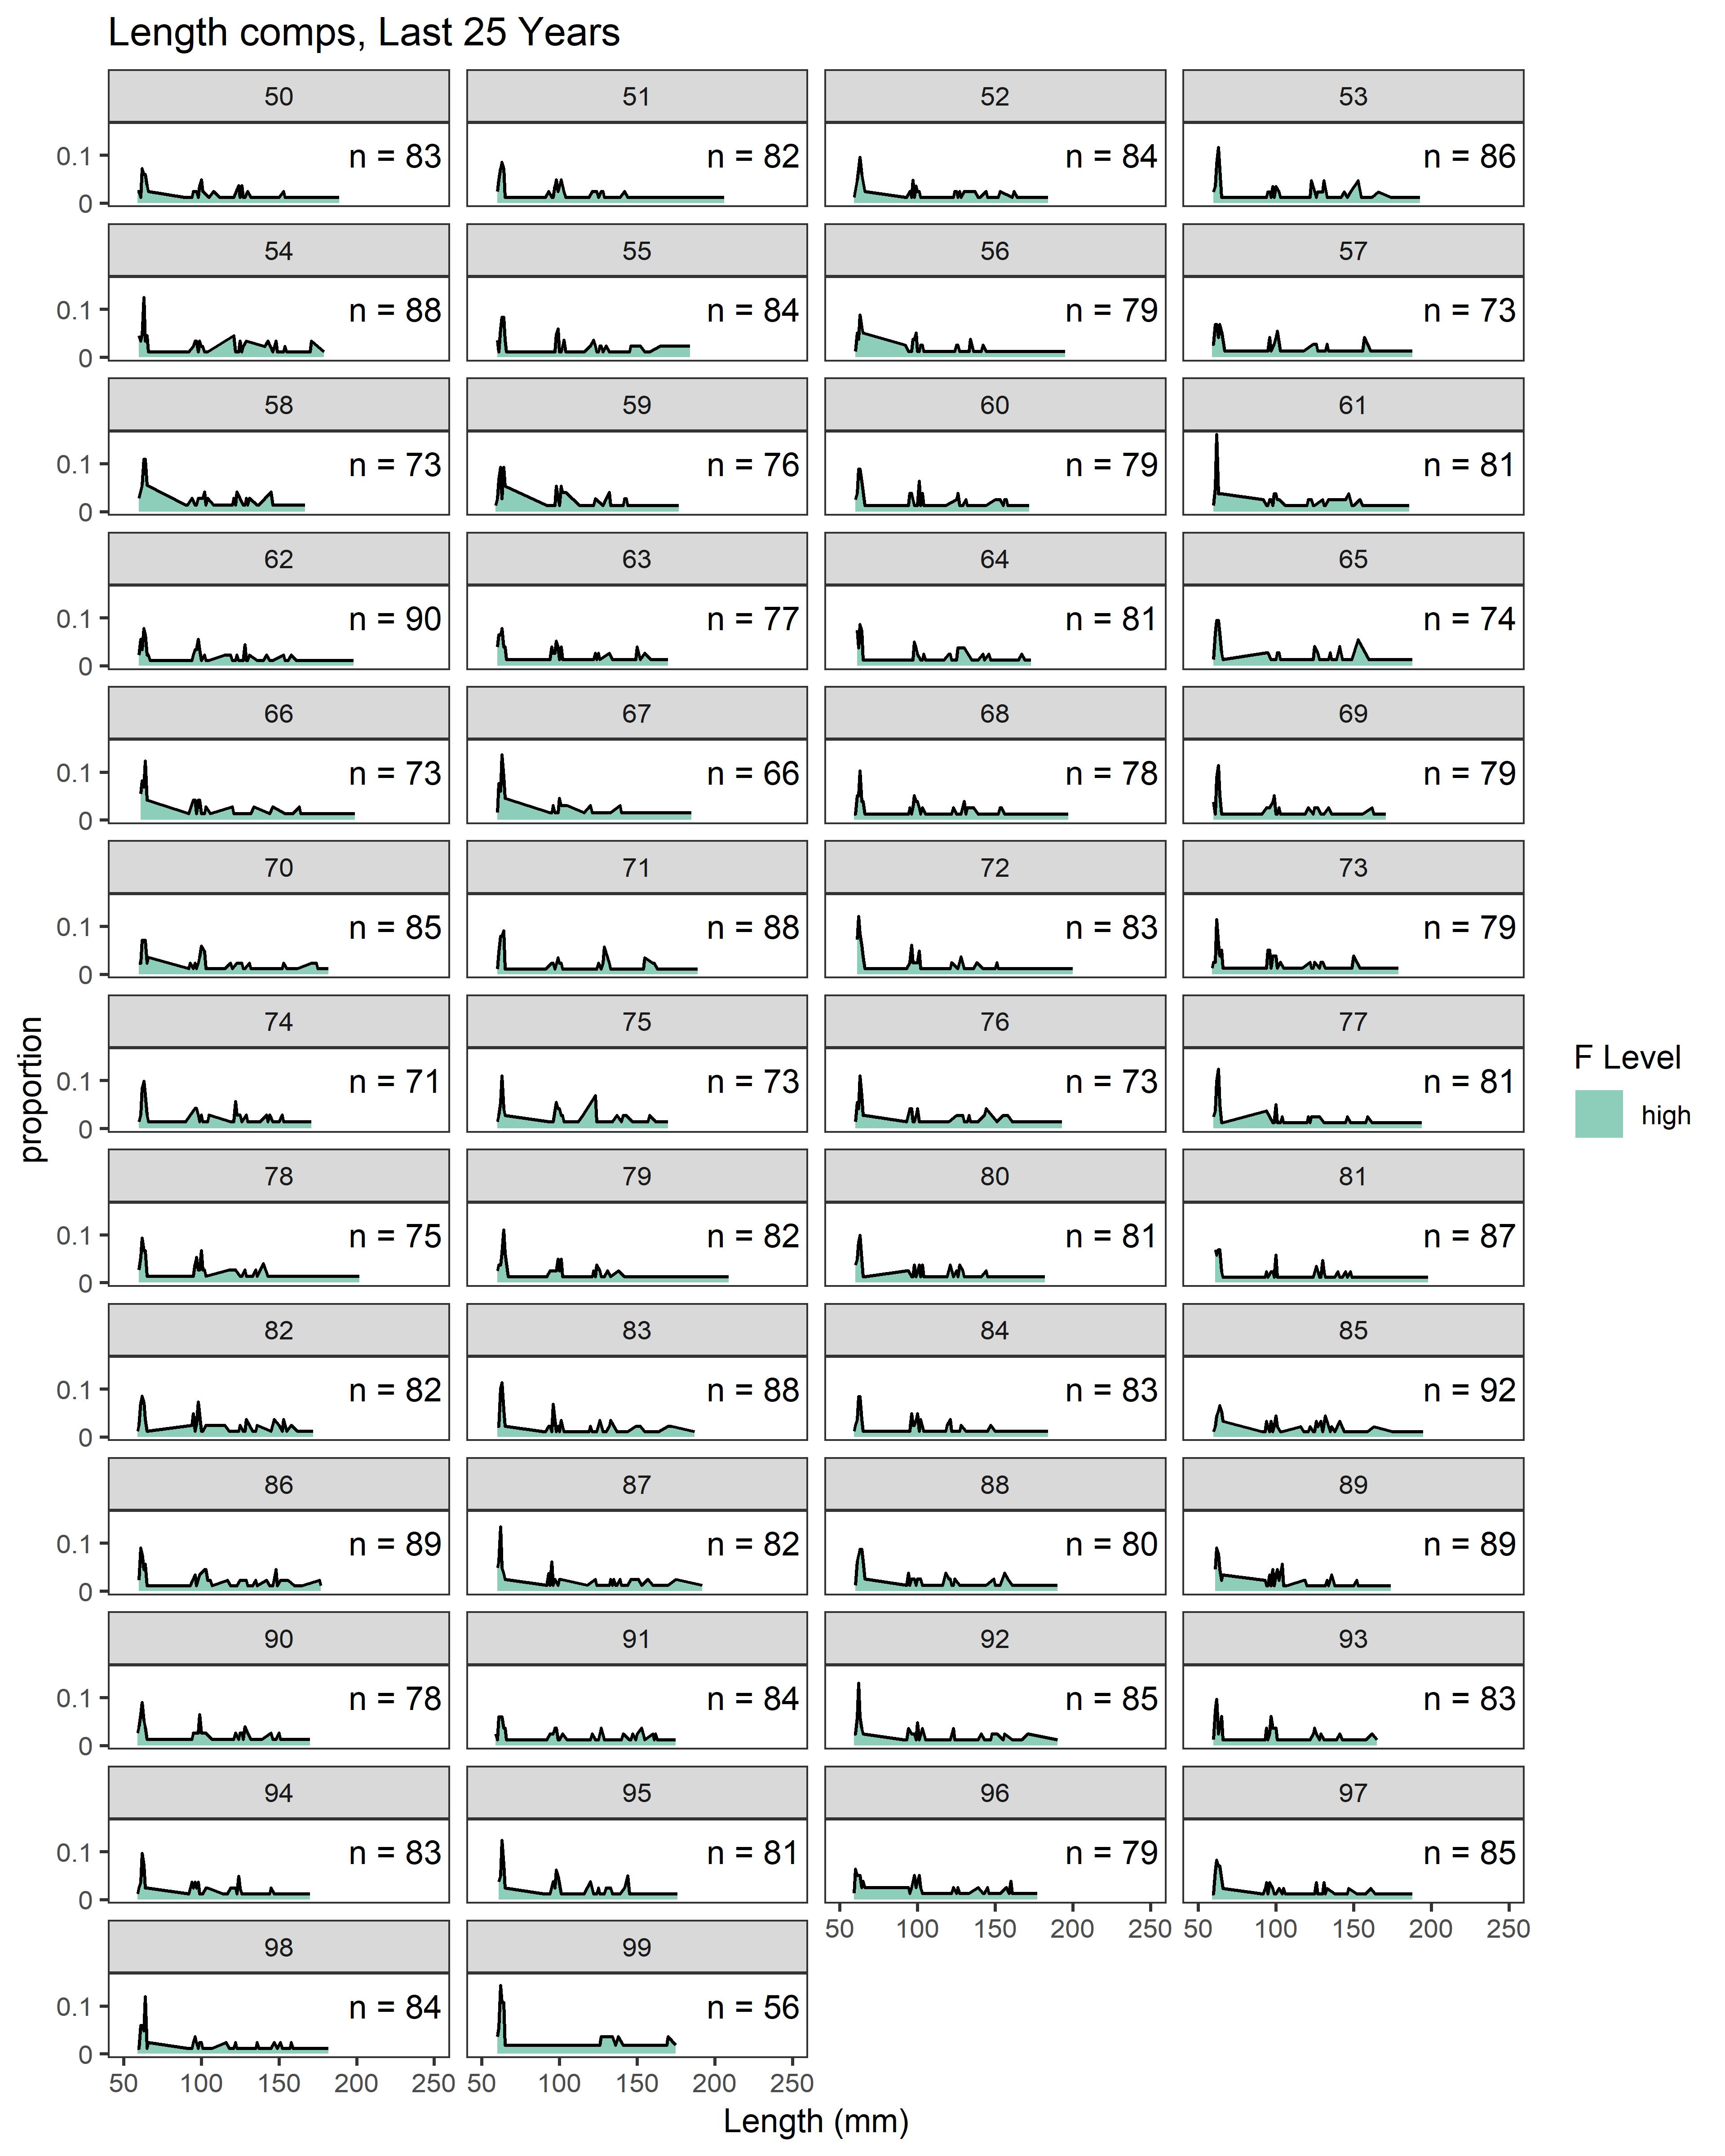 Length comps, Last 25 Years
50 51 52 53
0.1 n = 83 n = 82 n = 84 n = 86
0
54 55 56 57
0.1 n = 88 n = 84 n = 79 n = 73
0
58 59 60 61
0.1 n = 73 n = 76 n = 79 n = 81
0
62 63 64 65
0.1 n = 90 n = 77 n = 81 n = 74
0
66 67 68 69
0.1 n = 73 n = 66 n = 78 n = 79
0
70 71 72 73
0.1 n = 85 n = 88 n = 83 n = 79
0
74 75 76 77
0.1 n = 71 n = 73 n = 73 n = 81
0
78 79 80 81
0.1 n = 75 n = 82 n = 81 n = 87
0
82 83 84 85
0.1 n = 82 n = 88 n = 83 n = 92
0
86 87 88 89
0.1 n = 89 n = 82 n = 80 n = 89
0
90 91 92 93
0.1 n = 78 n = 84 n = 85 n = 83
0
94 95 96 97
0.1 n = 83 n = 81 n = 79 n = 85
0
50 100 150 200 250 50 100 150 200 250
98 99
0.1 n = 84 n = 56
0
50 100 150 200 250 50 100 150 200 250
Length (mm)
proportion
F Level
high